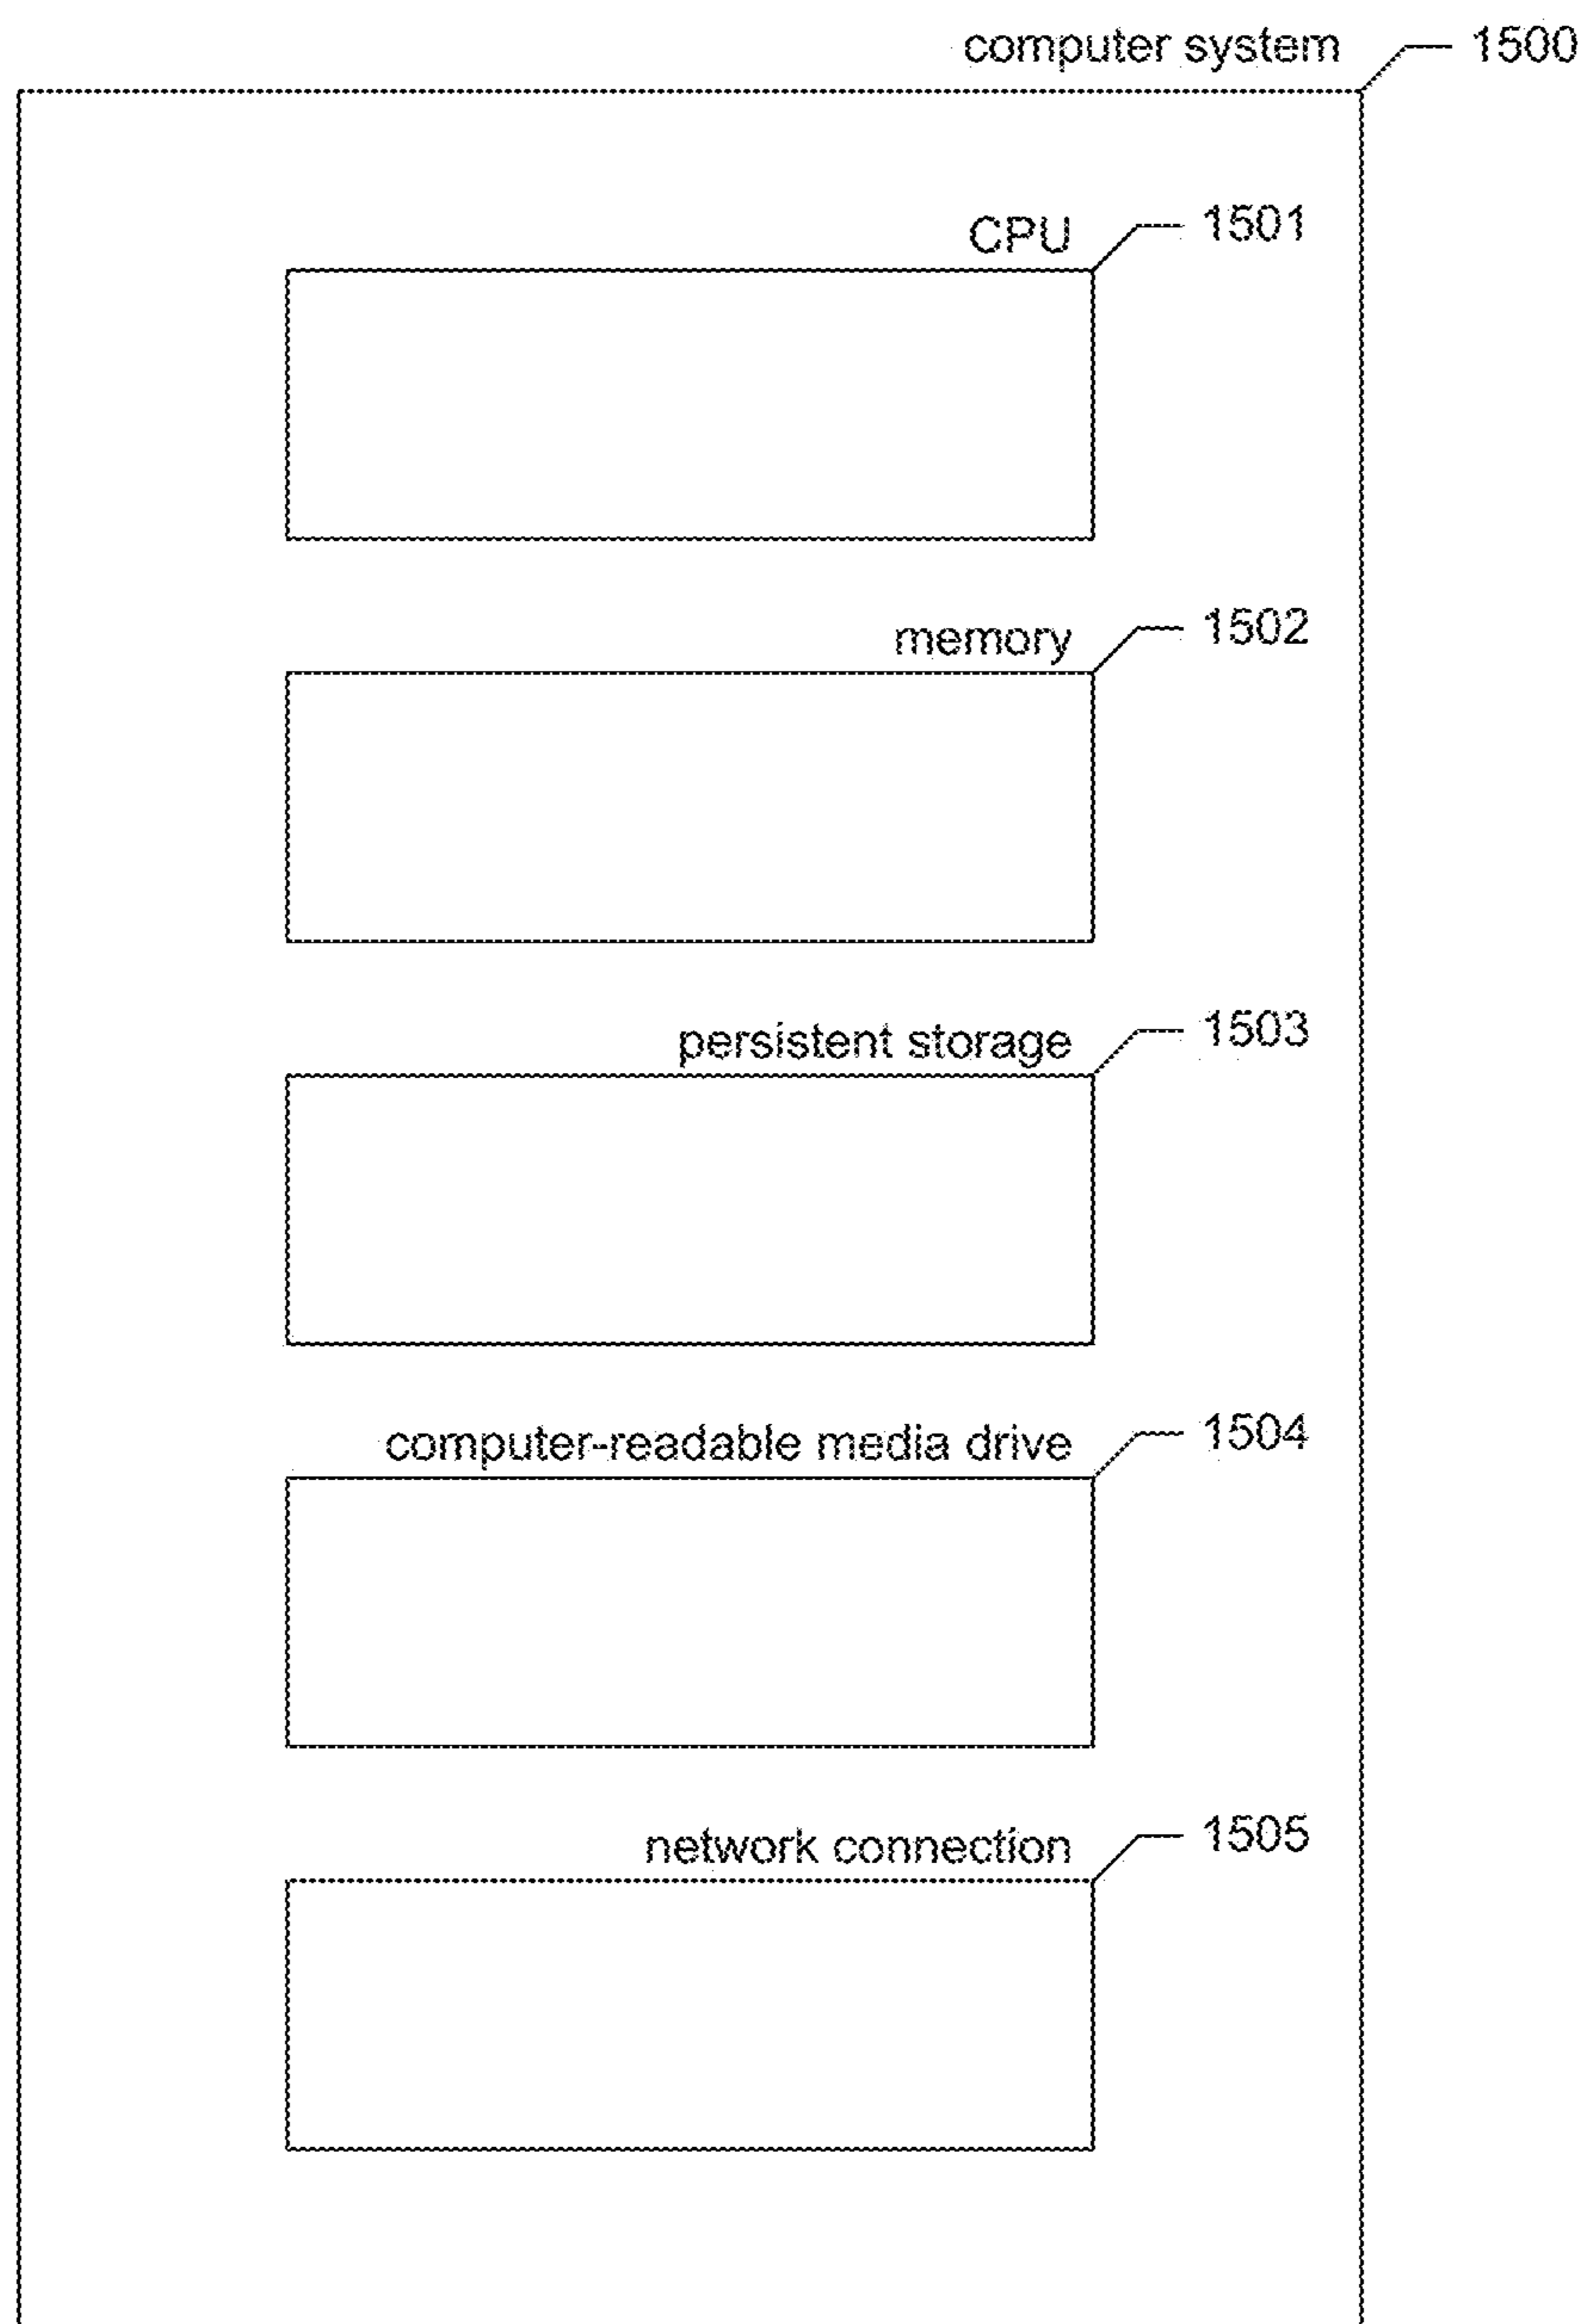 computer system 1500
CPU 1501
memory 1502
persistent storage 1503
computer-readable media drive 1504
network connection 1505